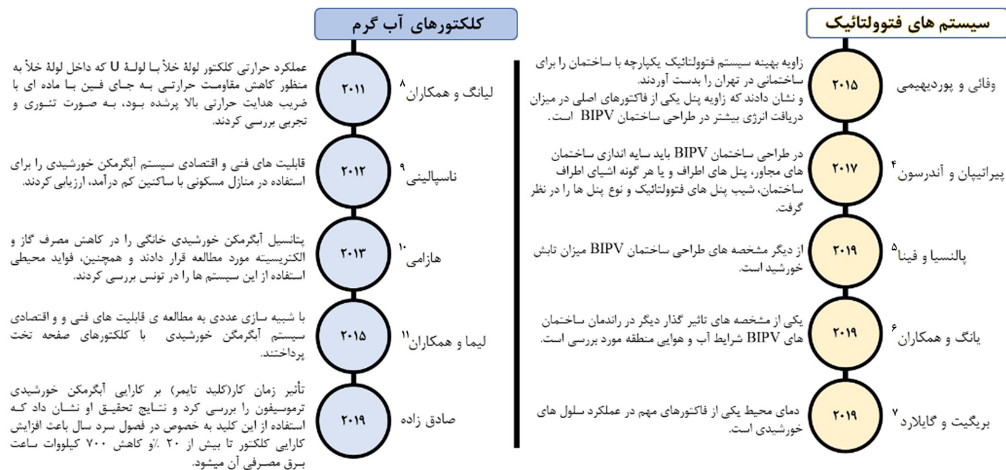 سیستم های فتوولتائیک
وفائی و پوردیهیمی
۲۰۱۵
زاویه بهینه سیستم فتوولتائیک یکپارچه با ساختمان را برای
ساختمانی در تهران را بدست آوردند.
و نشان دادند که زاویه پنل یکی از فاکتورهای اصلی در میزان
دریافت انرژی بیشتر در طراحی ساختمان BIPV است.
پیراتیپان و آندرسون ۴
۲۰۱۷
در طراحی ساختمان BIPV باید سایه اندازی ساختمان
های مجاور، پنل های اطراف و یا هر گونه اشیای اطراف
ساختمان، شیب پنل های فتوولتائیک و نوع پنل ها را در نظر
گرفت.
پالنسیا و فینا ۵
۲۰۱۹
از دیگر مشخصه های طراحی ساختمان BIPV میزان تابش
خورشید است.
یانگ و همکاران ۶
۲۰۱۹
یکی از مشخصه های تاثیر گذار دیگر در راندمان ساختمان
های BIPV شرایط آب و هوایی منطقه مورد بررسی است.
بریگیت و گایلارد ۷
۲۰۱۹
دمای محیط یکی از فاکتورهای مهم در عملکرد سلول های
خورشیدی است.
کلکتورهای آب گرم
لیانگ و همکاران ۸
۲۰۱۱
عملکرد حرارتی کلکتور لولهٔ خلأ با لولهٔ U که داخل لولهٔ خلأ به
منظور کاهش مقاومت حرارتی به جای فین با ماده ای با
ضریب هدایت حرارتی بالا پرشده بود، به صورت تئوری و
تجربی بررسی کردند.
ناسپالینی ۹
۲۰۱۲
قابلیت های فنی و اقتصادی سیستم آبگرمکن خورشیدی را برای
استفاده در منازل مسکونی با ساکنین کم درآمد، ارزیابی کردند.
هازامی ۱۰
۲۰۱۳
پتانسیل آبگرمکن خورشیدی خانگی را در کاهش مصرف گاز و
الکتریسیته مورد مطالعه قرار دادند و همچنین، فواید محیطی
استفاده از این سیستم ها را در تونس بررسی کردند.
لیما و همکاران ۱۱
۲۰۱۵
با شبیه سازی عددی به مطالعه ی قابلیت های فنی و و اقتصادی
سیستم آبگرمگن خورشیدی با کلکتورهای صفحه تخت
پرداختند.
صادق زاده
۲۰۱۹
تأثیر زمان کار(کلید تایمر) بر کارایی آبگرمکن خورشیدی
ترموسیفون را بررسی کرد و نتایج تحقیق او نشان داد که
استفاده از این کلید به خصوص در فصول سرد سال باعث افزایش
کارایی کلکتور تا بیش از ۲۰ ٪و کاهش ۷۰۰ کیلووات ساعت
برق مصرفی آن میشود.